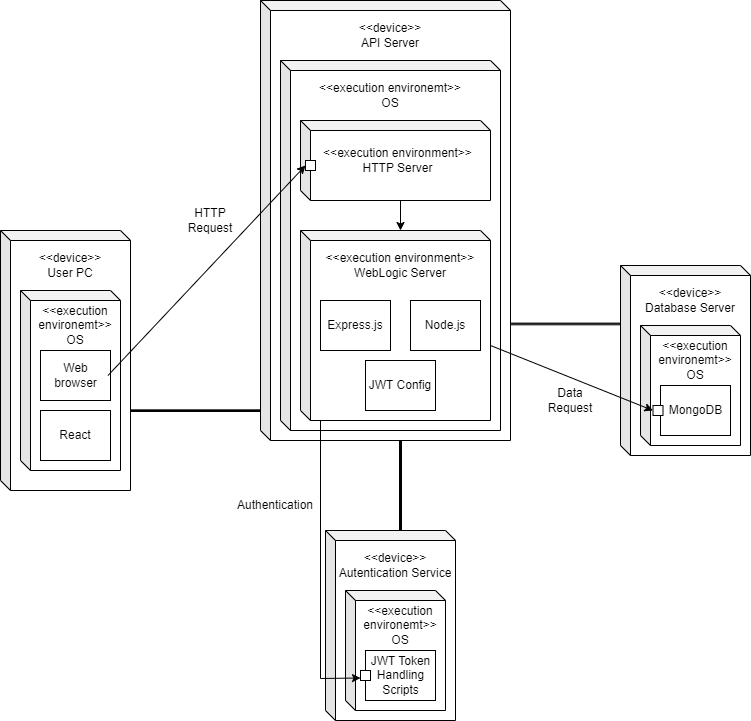 <<device>>
API Server
<<execution environemt>>
OS
<<execution environment>>
HTTP Server
HTTP
Request
<<execution environment>>
WebLogic Server
Express.js
Node.js
JWT Config
<<device>>
User PC
<<execution
environemt>>
OS
Web
browser
React
<<device>>
Database Server
<<execution
environemt>>
OS
MongoDB
Data
Request
Authentication
<<device>>
Autentication Service
<<execution
environemt>>
OS
JWT Token
Handling
Scripts